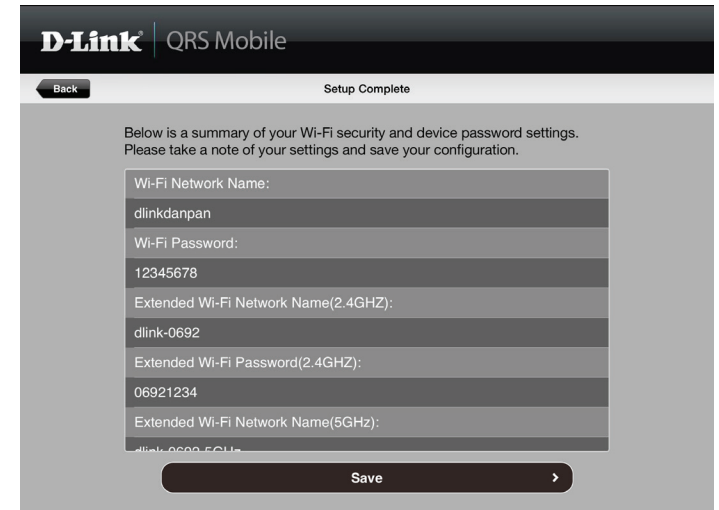 D-Link® QRS Mobile
Back Setup Complete
Below is a summary of your Wi-Fi security and device password settings.
Please take a note of your settings and save your configuration.
Wi-Fi Network Name:
dlinkdanpan
Wi-Fi Password:
12345678
Extended Wi-Fi Network Name(2.4GHZ):
dlink-0692
Extended Wi-Fi Password(2.4GHZ):
06921234
Extended Wi-Fi Network Name(5GHz):
dlink-0692-5GHz
Save